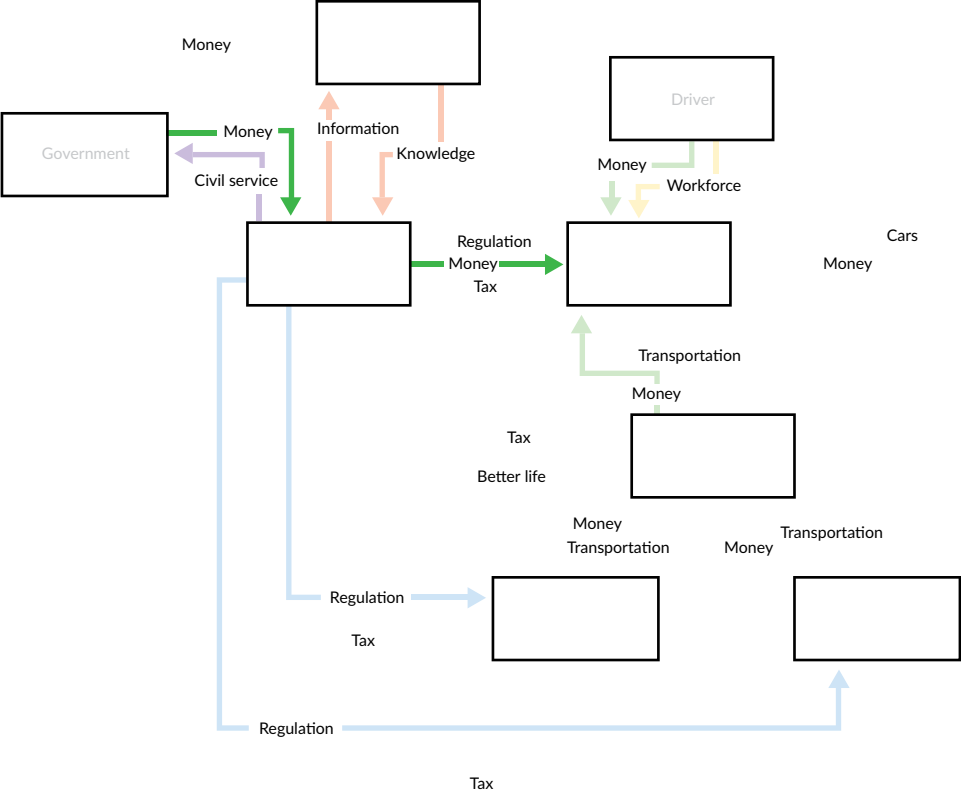 Money
Driver
Government
Money
Information
Knowledge
Civil service
Money
Workforce
Regulation
Money
Tax
Cars
Money
Transportation
Money
Tax
Better life
Money
Transportation
Transportation
Money
Regulation
Tax
Regulation
Tax